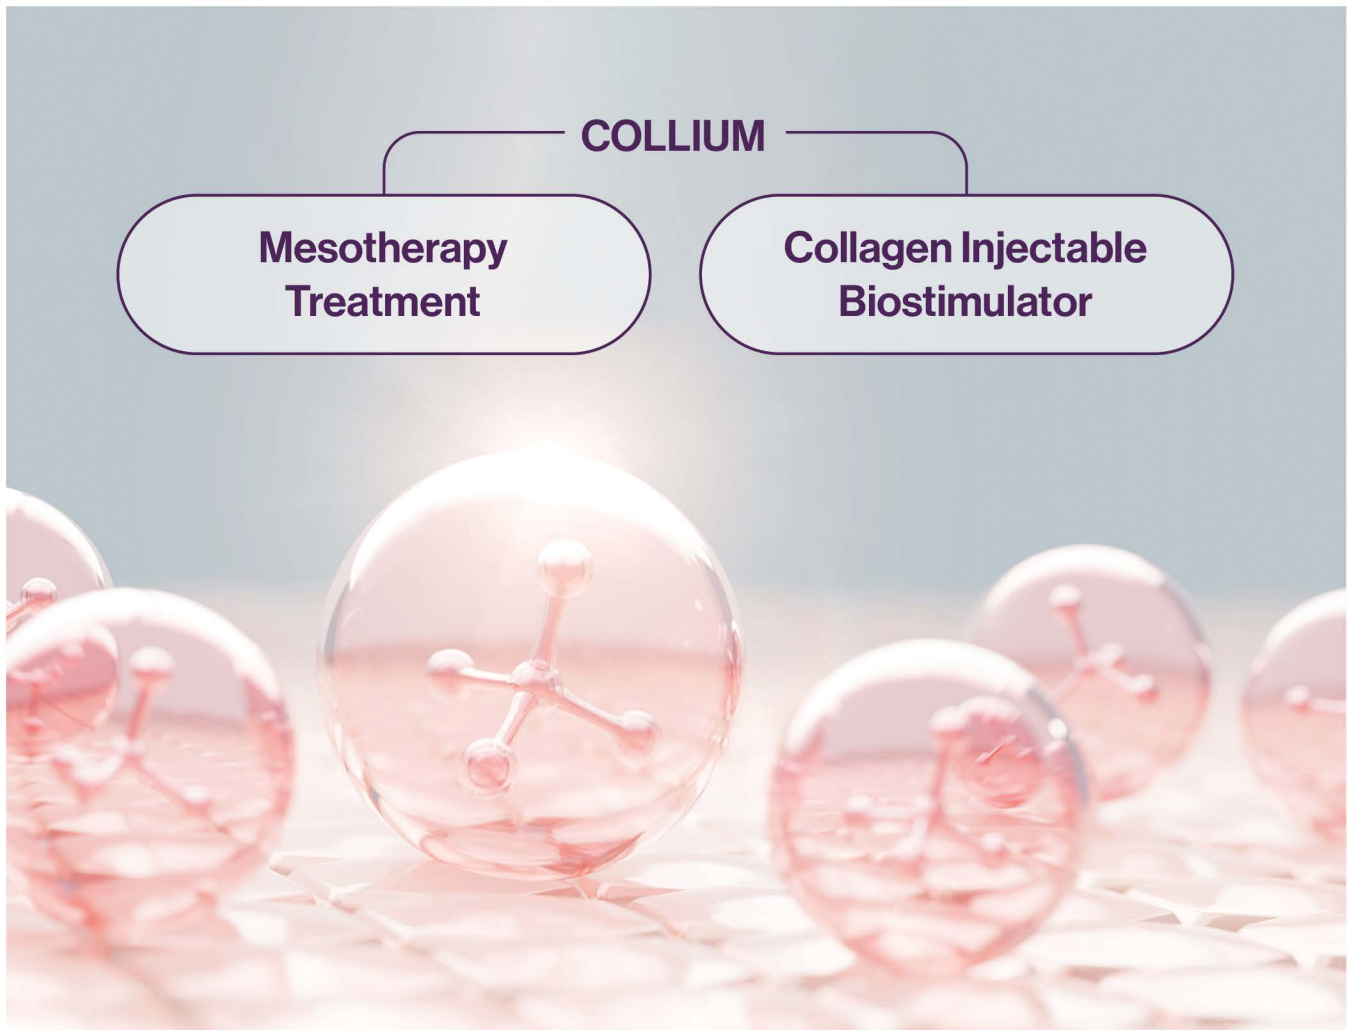 COLLIUM
Mesotherapy
Treatment
Collagen Injectable
Biostimulator